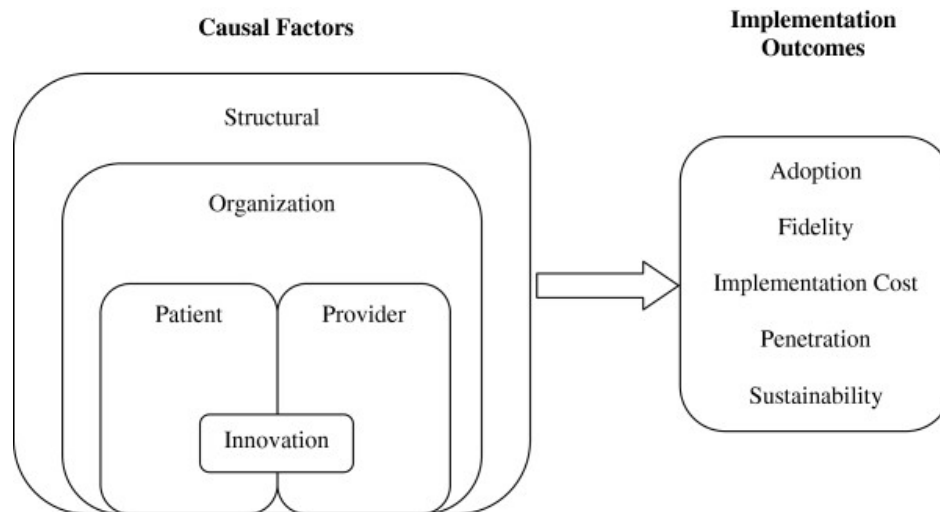 Causal Factors
Implementation
Outcomes
Structural
Organization
Patient
Provider
Innovation
Adoption
Fidelity
Implementation Cost
Penetration
Sustainability